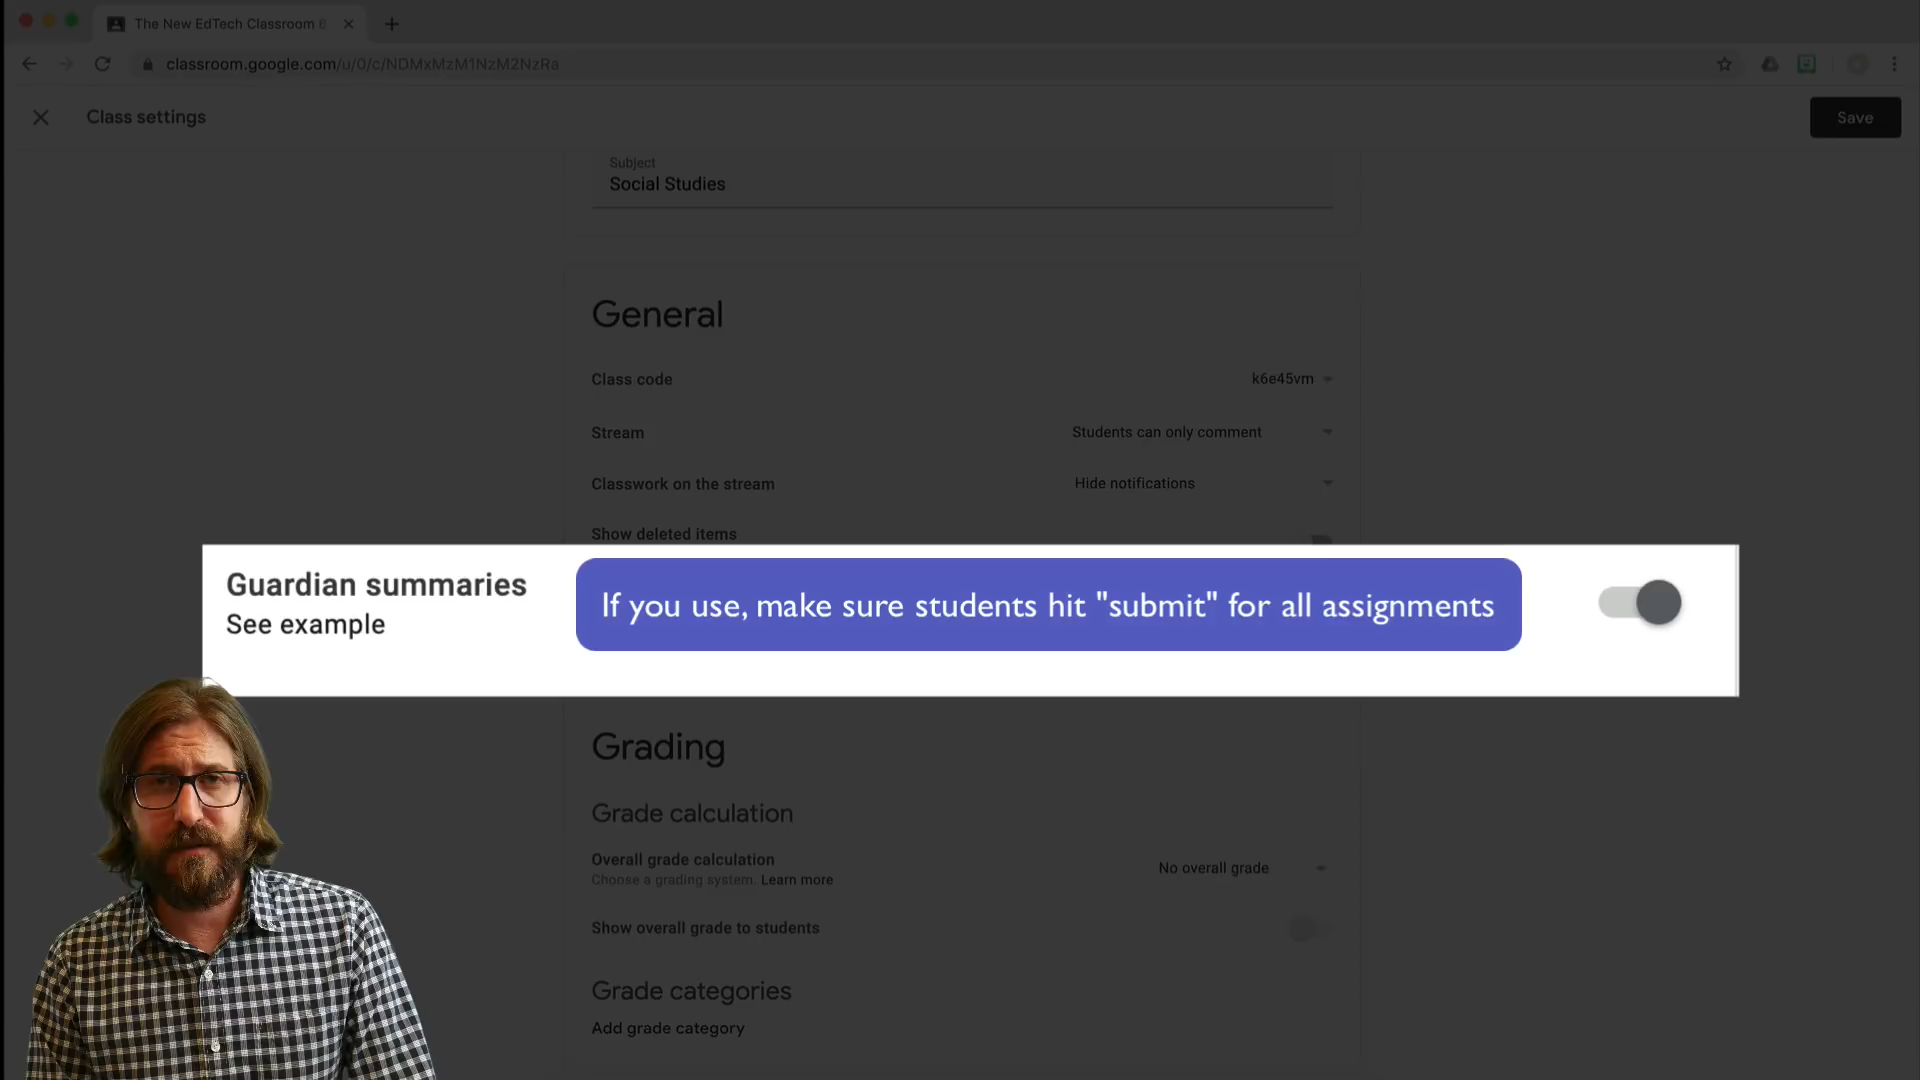 The New EdTech Classroom
classroom.google.com/u/0/c/NDMxMzM1NzM2NzRa
Class settings
Save
Subject
Social Studies
General
Class code
k6e45vm
Stream
Students can only comment
Classwork on the stream
Hide notifications
Show deleted items
Guardian summaries
See example
If you use, make sure students hit "submit" for all assignments
Grading
Grade calculation
Overall grade calculation
Choose a grading system. Learn more
No overall grade
Show overall grade to students
Grade categories
Add grade category